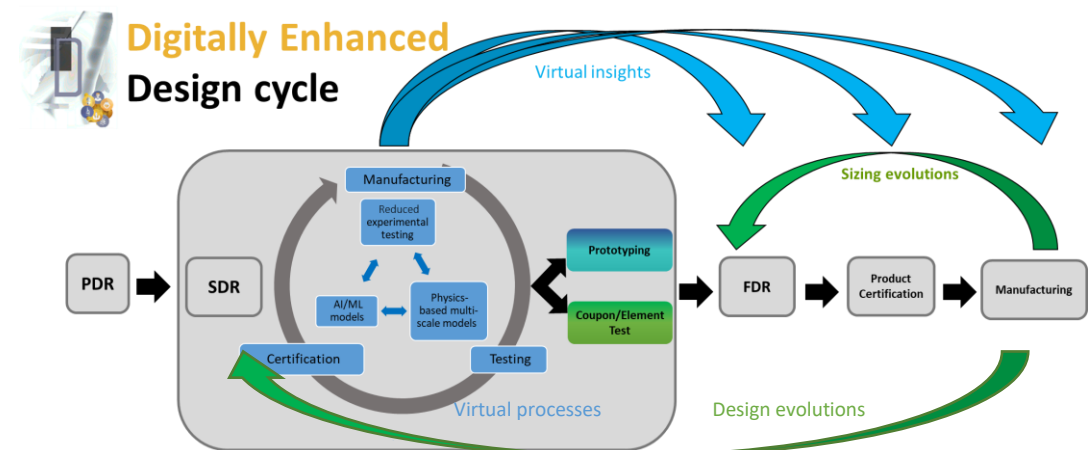 Digitally Enhanced
Design cycle
Virtual insights
Manufacturing
Reduced
experimental
testing
AI/ML
models
Physics-
based multi-
scale models
Certification
Testing
Virtual processes
PDR
SDR
Prototyping
Coupon/Element
Test
FDR
Product
Certification
Manufacturing
Sizing evolutions
Design evolutions